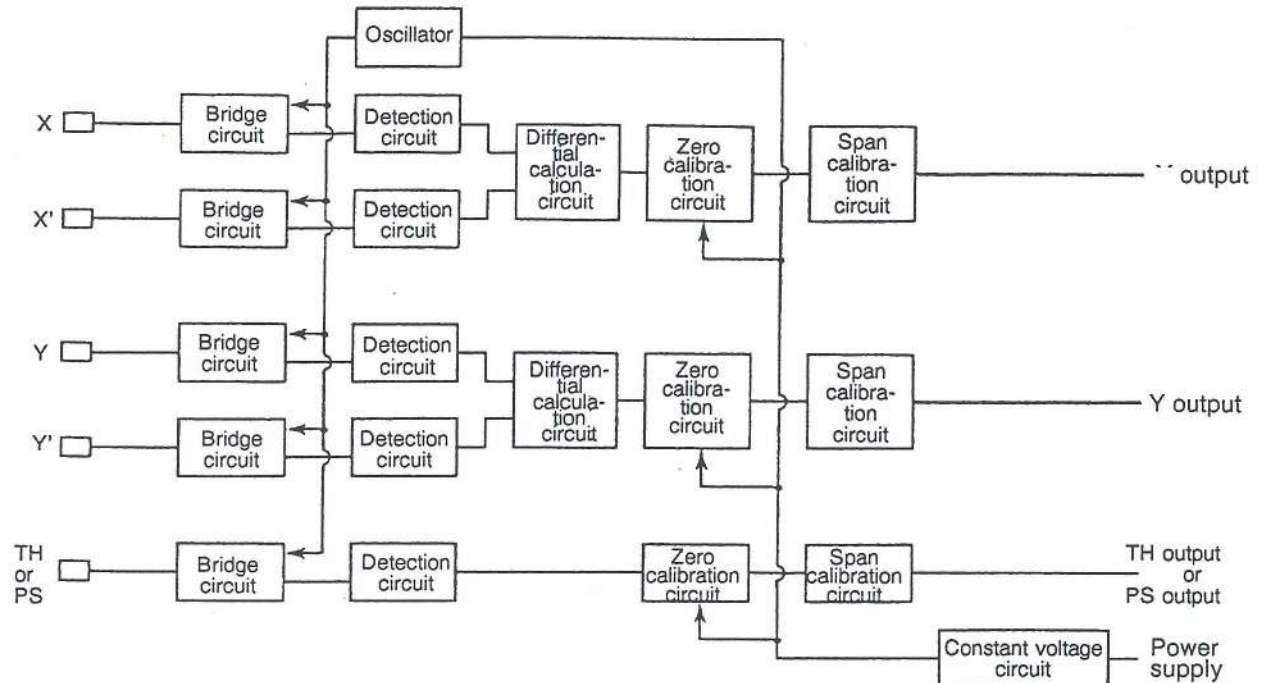 Oscillator
X
Bridge
circuit
Detection
circuit
Differen-
tial
calcula-
tion
circuit
Zero
calibra-
tion
circuit
Span
calibra-
tion
circuit
output
X'
Bridge
circuit
Detection
circuit
Y
Bridge
circuit
Detection
circuit
Differen-
tial
calcula-
tion
circuit
Zero
calibra-
tion
circuit
Span
calibra-
tion
circuit
Y output
Y'
Bridge
circuit
Detection
circuit
TH
or
PS
Bridge
circuit
Detection
circuit
Zero
calibration
circuit
Span
calibration
circuit
TH output
or
PS output
Constant voltage
circuit
Power
supply